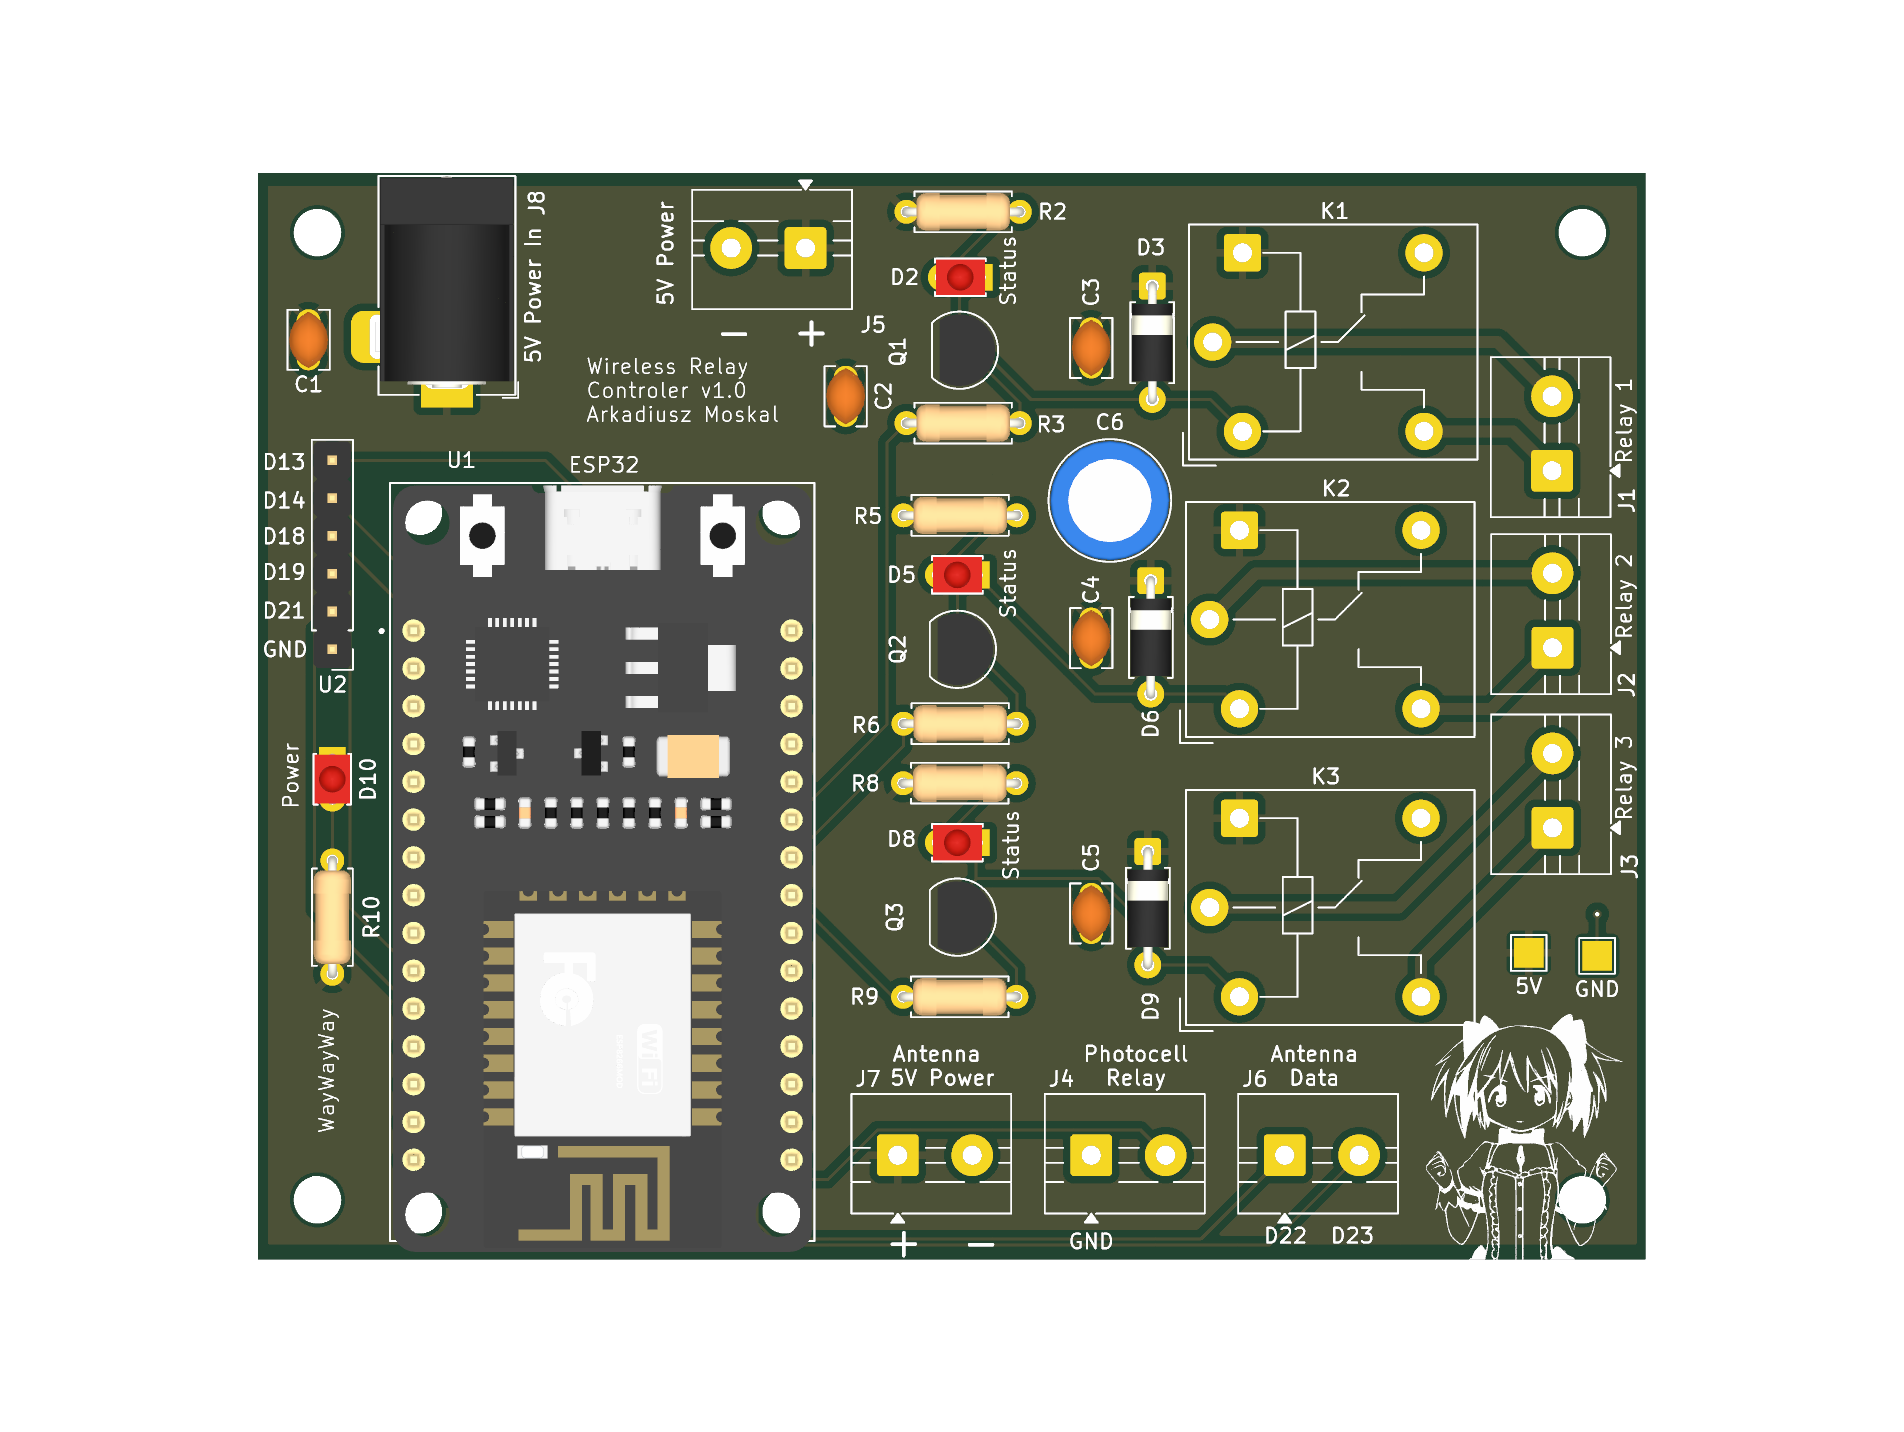 5V Power In J8
5V Power
R2
K1
D2
Status
D3
C3
J5
Q1
C1
Wireless Relay
Controler v1.0
Arkadiusz Moskal
C2
R3
C6
Relay 1
J1
U1
ESP32
D13
D14
D18
D19
D21
GND
U2
R5
K2
D5
Status
C4
Q2
D6
Relay 2
J2
R6
Power
D10
R8
K3
D8
Status
C5
Relay 3
J3
R10
Q3
R9
D9
5V
GND
WayWayWay
WiFi
Antenna
J7 5V Power
Photocell
J4 Relay
Antenna
J6 Data
+ −
GND
D22 D23
− +